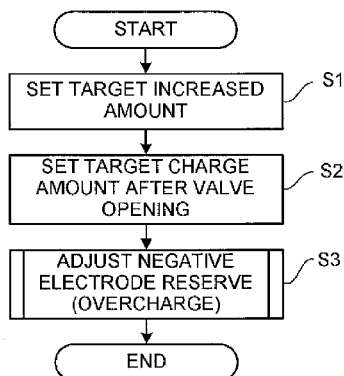 START
SET TARGET INCREASED
AMOUNT
S1
SET TARGET CHARGE
AMOUNT AFTER VALVE
OPENING
S2
ADJUST NEGATIVE
ELECTRODE RESERVE
(OVERCHARGE)
S3
END